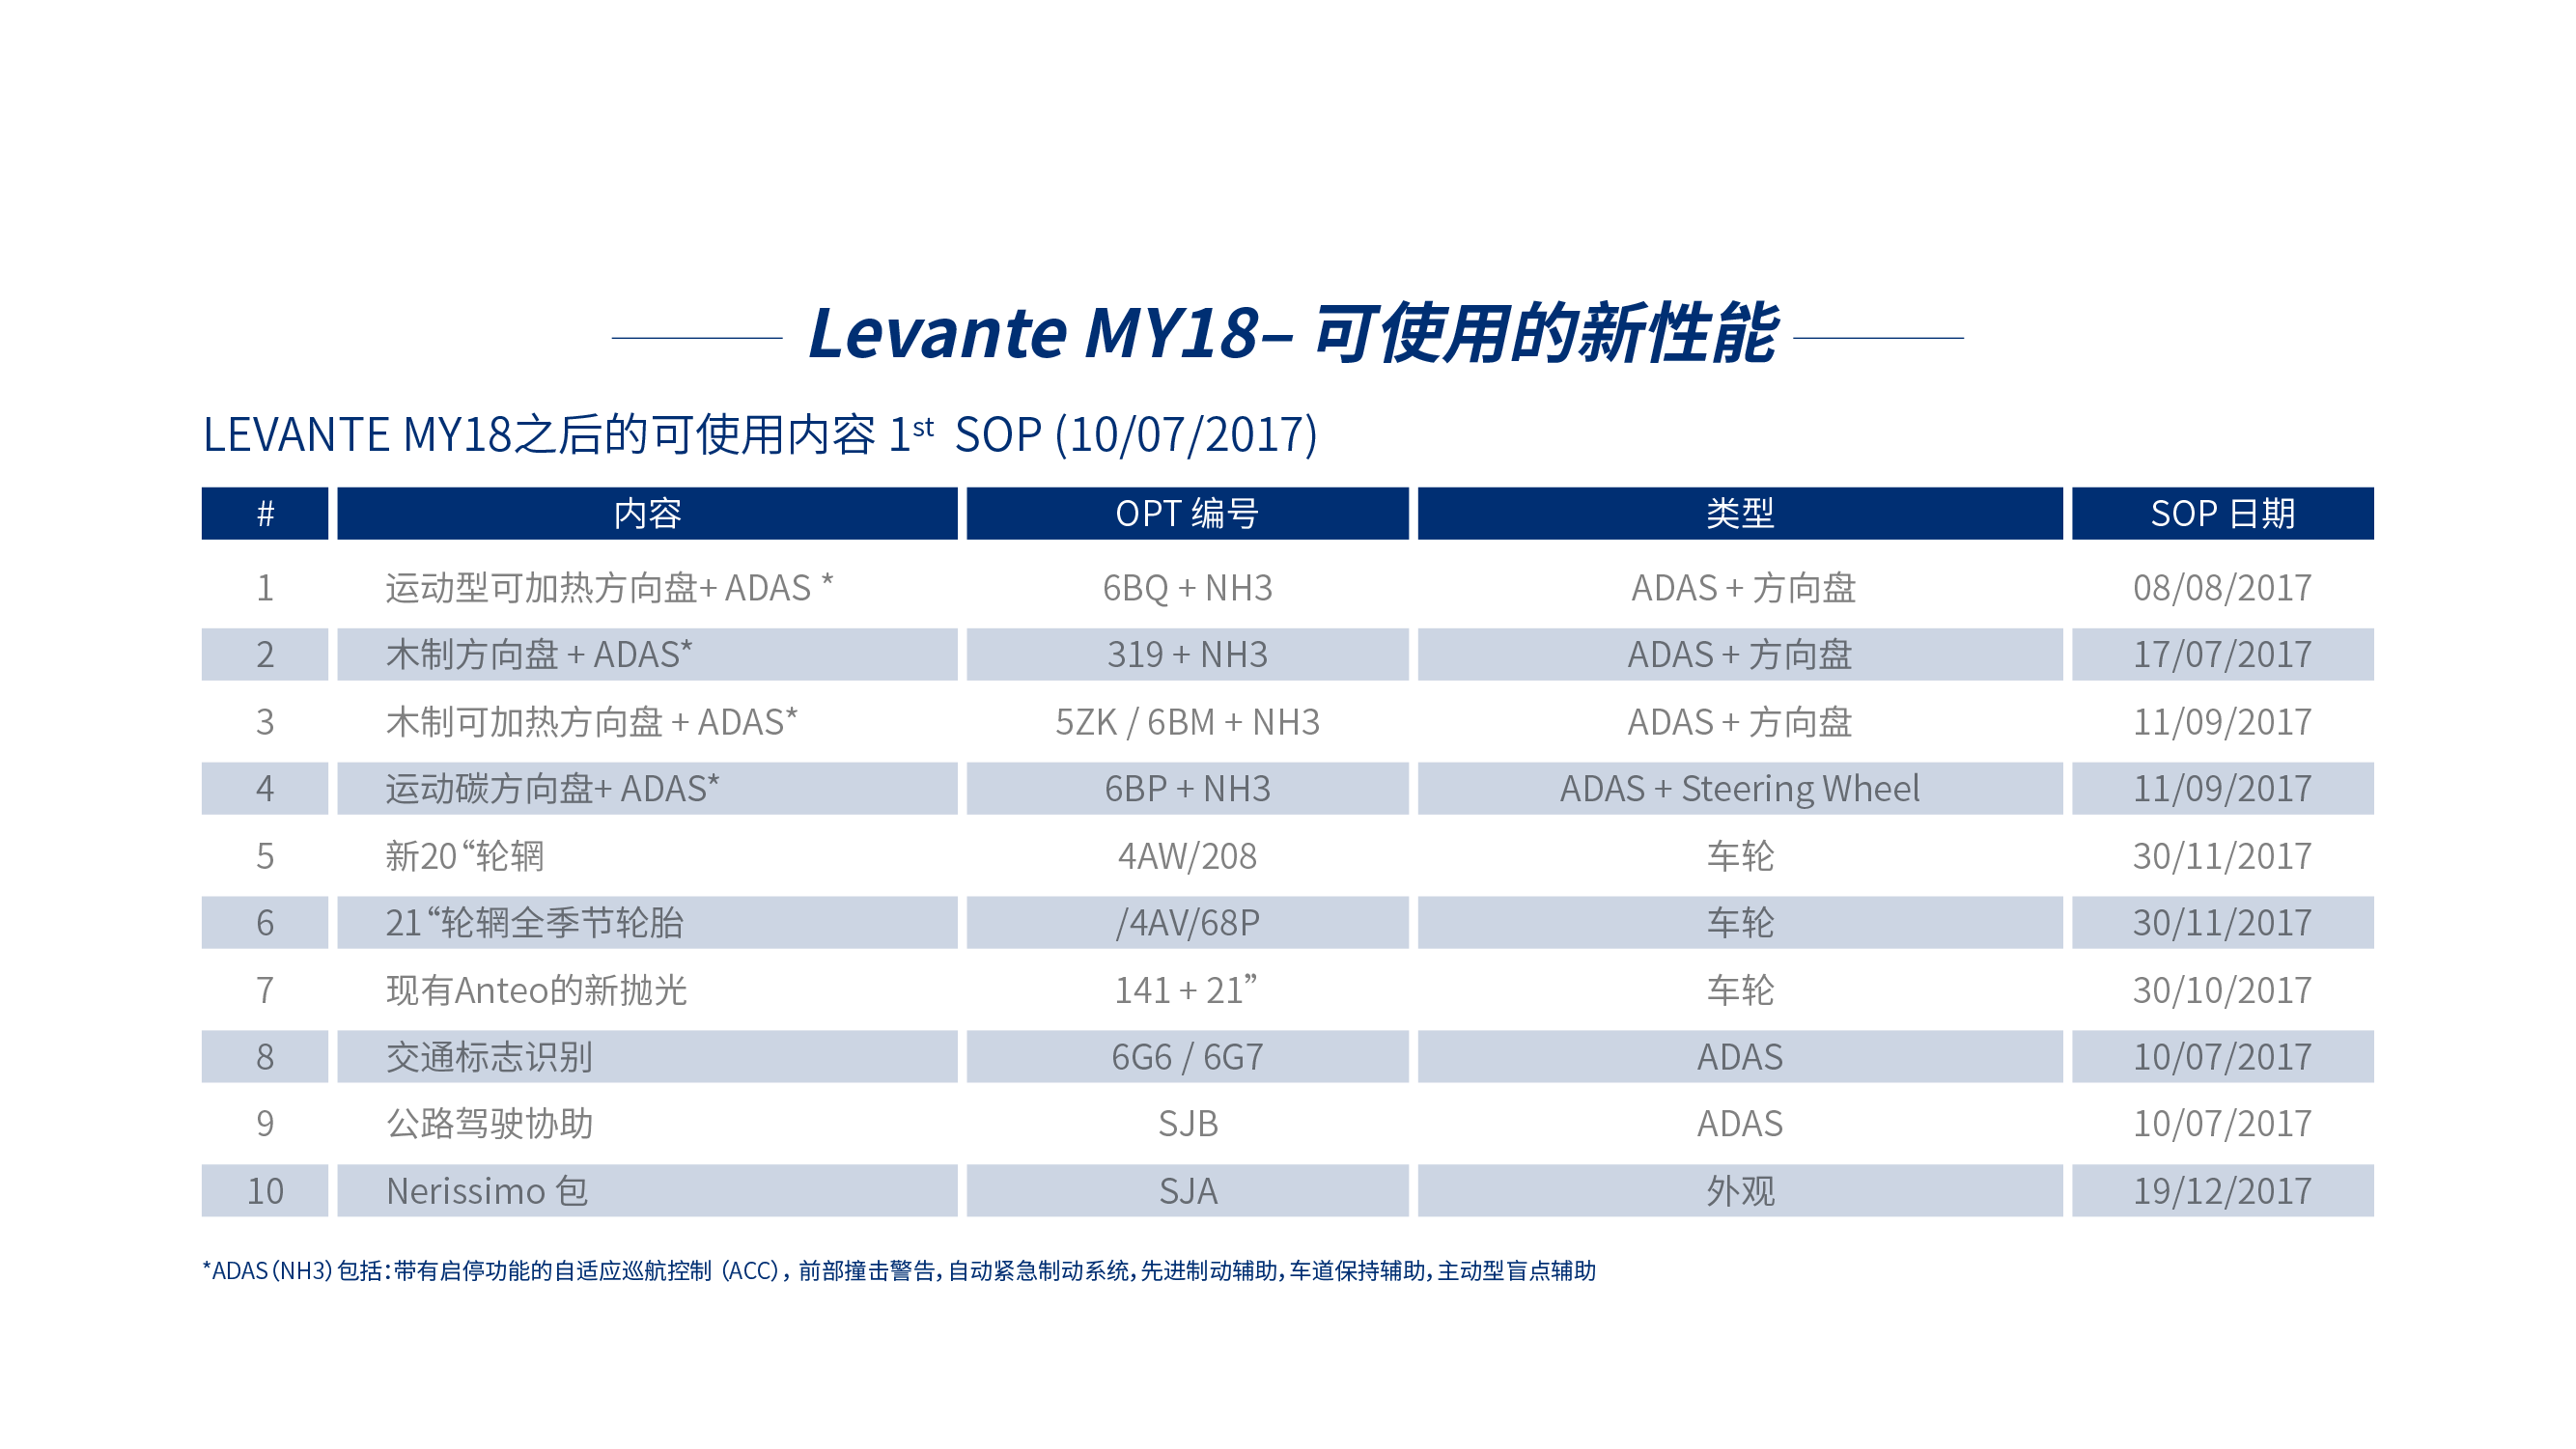 Levante MY18– 可使用的新性能
LEVANTE MY18之后的可使用内容 1st SOP (10/07/2017)
# 内容 OPT 编号 类型 SOP 日期
1 运动型可加热方向盘+ ADAS * 6BQ + NH3 ADAS + 方向盘 08/08/2017
2 木制方向盘 + ADAS* 319 + NH3 ADAS + 方向盘 17/07/2017
3 木制可加热方向盘 + ADAS* 5ZK / 6BM + NH3 ADAS + 方向盘 11/09/2017
4 运动碳方向盘+ ADAS* 6BP + NH3 ADAS + Steering Wheel 11/09/2017
5 新20“轮辋 4AW/208 车轮 30/11/2017
6 21“轮辋全季节轮胎 /4AV/68P 车轮 30/11/2017
7 现有Anteo的新抛光 141 + 21” 车轮 30/10/2017
8 交通标志识别 6G6 / 6G7 ADAS 10/07/2017
9 公路驾驶协助 SJB ADAS 10/07/2017
10 Nerissimo 包 SJA 外观 19/12/2017
*ADAS（NH3）包括：带有启停功能的自适应巡航控制（ACC），前部撞击警告，自动紧急制动系统，先进制动辅助，车道保持辅助，主动型盲点辅助